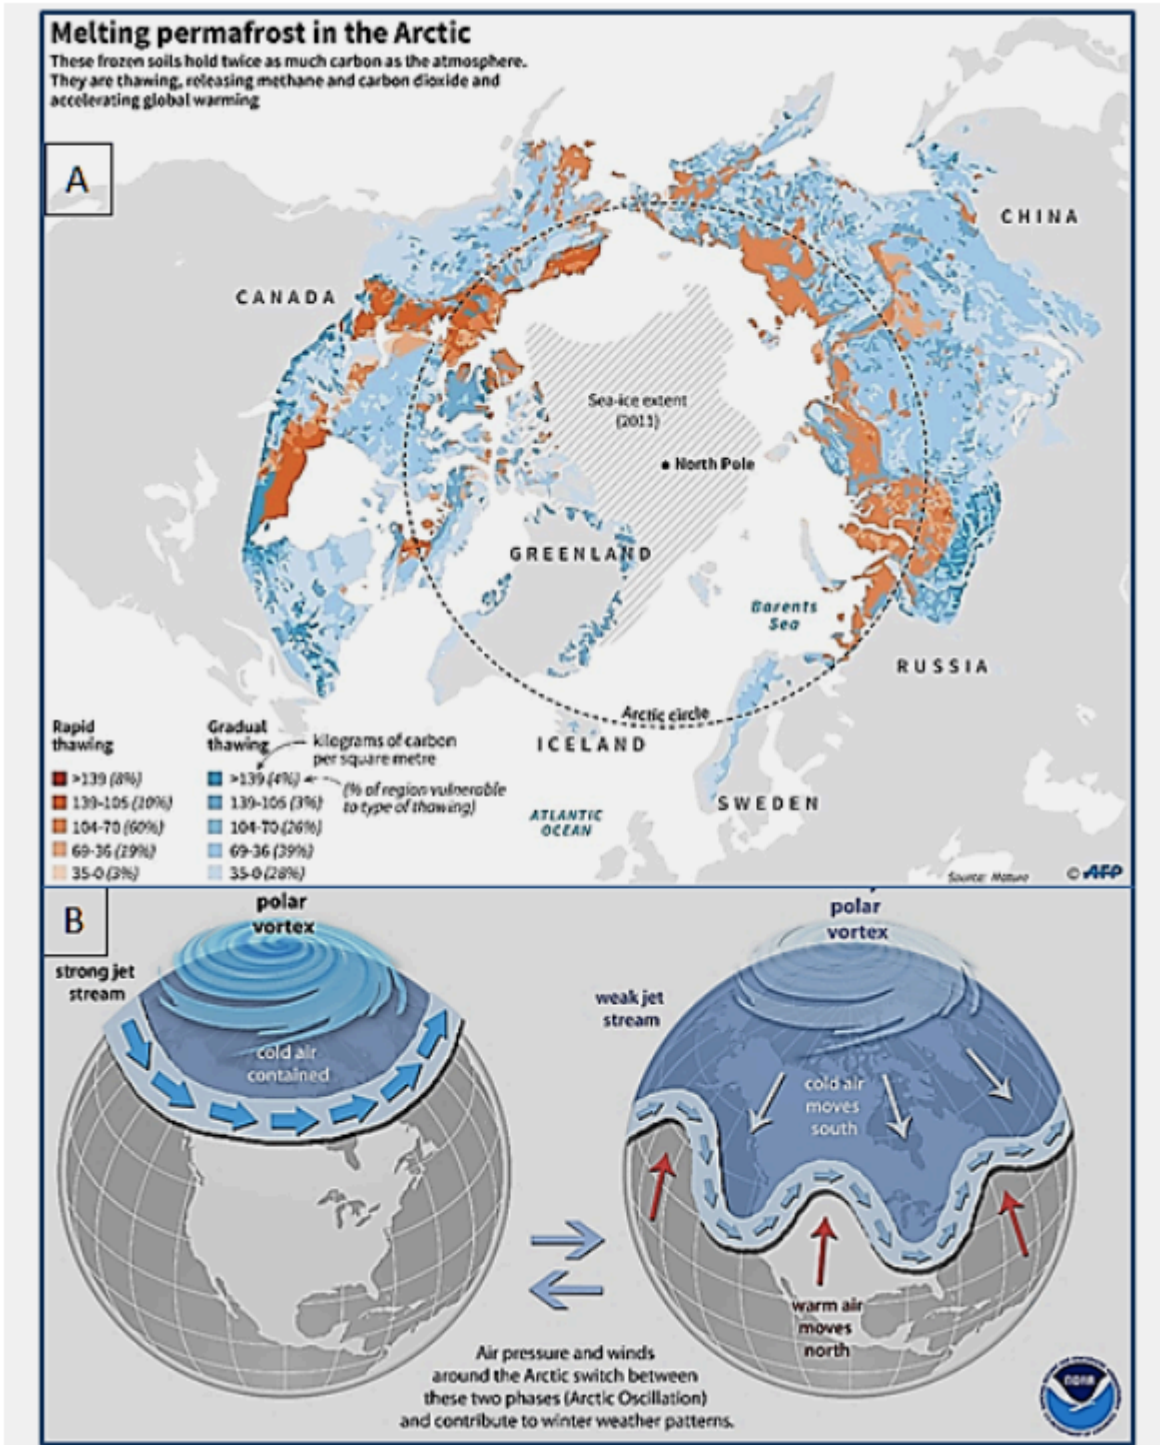 Melting permafrost in the Arctic
These frozen soils hold twice as much carbon as the atmosphere.
They are thawing, releasing methane and carbon dioxide and
accelerating global warming
A
CHINA
CANADA
Sea-ice extent
(2011)
North Pole
GREENLAND
Barents
Sea
RUSSIA
Arctic circle
ICELAND
SWEDEN
ATLANTIC
OCEAN
Rapid
thawing
>139 (8%)
139-105 (10%)
104-70 (60%)
69-36 (19%)
35-0 (3%)
Gradual
thawing
>139 (4%)
139-105 (3%)
104-70 (26%)
69-36 (39%)
35-0 (28%)
kilograms of carbon
per square metre
(% of region vulnerable
to type of thawing)
Source: Nature
© AFP
B
polar
vortex
strong jet
stream
cold air
contained
polar
vortex
weak jet
stream
cold air
moves
south
warm air
moves
north
Air pressure and winds
around the Arctic switch between
these two phases (Arctic Oscillation)
and contribute to winter weather patterns.
NOAA